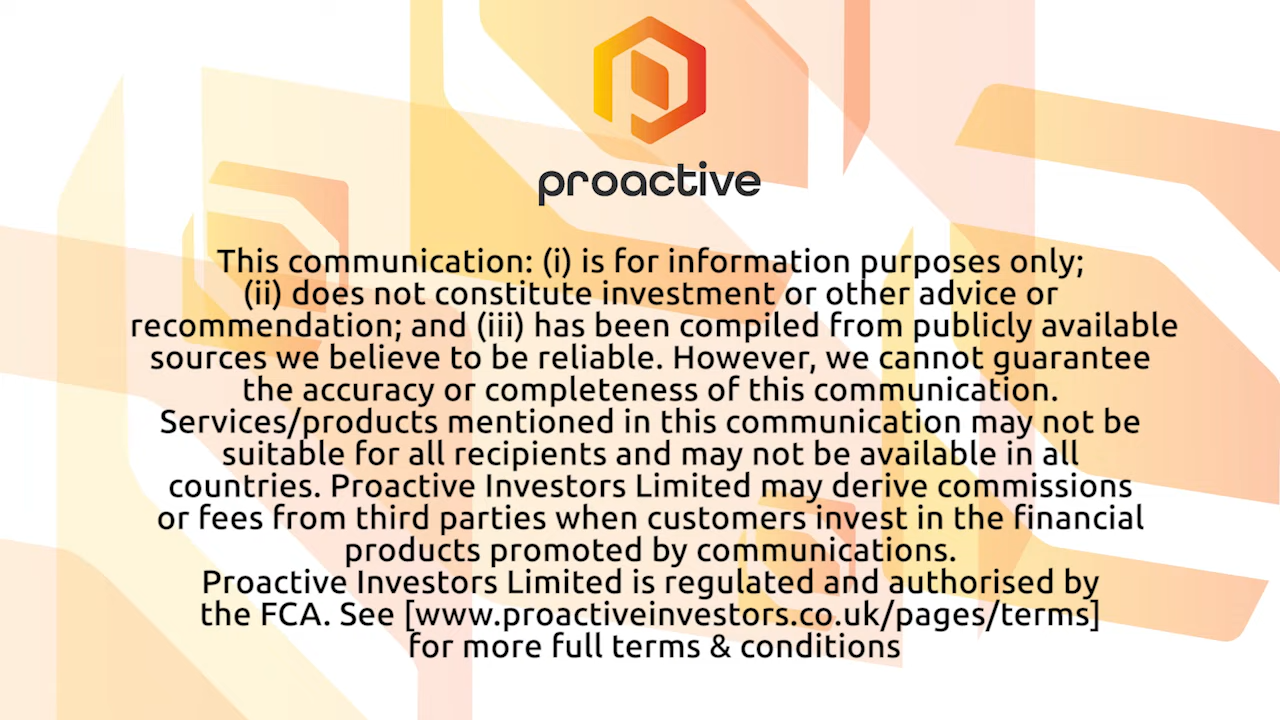 proactive
This communication: (i) is for information purposes only;
(ii) does not constitute investment or other advice or
recommendation; and (iii) has been compiled from publicly available
sources we believe to be reliable. However, we cannot guarantee
the accuracy or completeness of this communication.
Services/products mentioned in this communication may not be
suitable for all recipients and may not be available in all
countries. Proactive Investors Limited may derive commissions
or fees from third parties when customers invest in the financial
products promoted by communications.
Proactive Investors Limited is regulated and authorised by
the FCA. See [www.proactiveinvestors.co.uk/pages/terms]
for more full terms & conditions